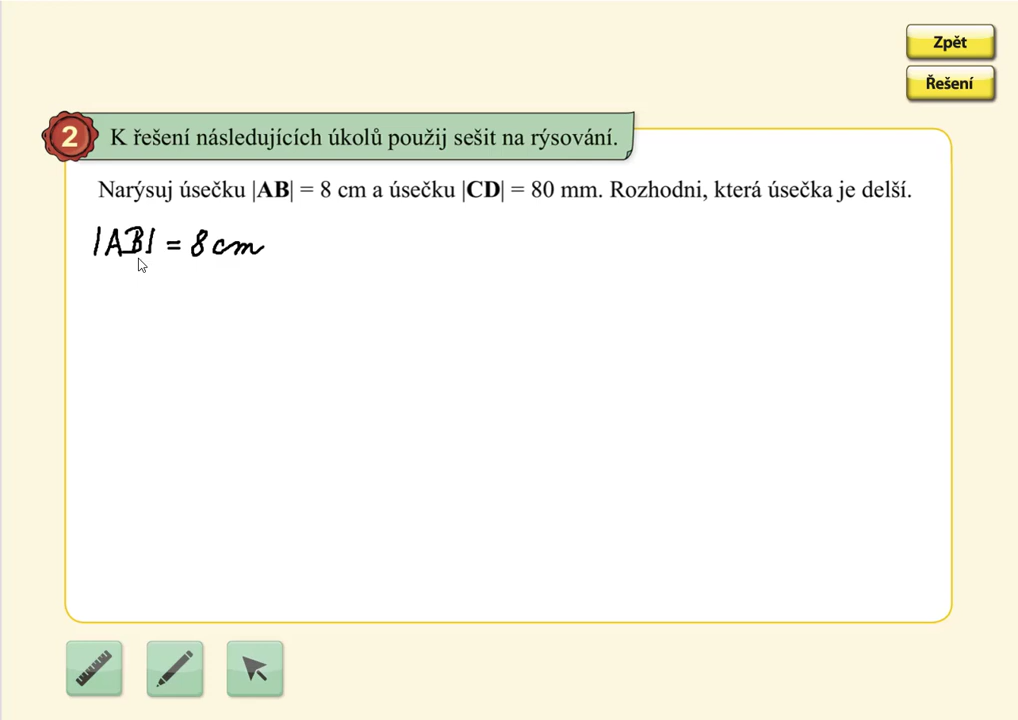 Zpět
Řešení
2 K řešení následujících úkolů použij sešit na rýsování.
Narýsuj úsečku |AB| = 8 cm a úsečku |CD| = 80 mm. Rozhodni, která úsečka je delší.
|AB| = 8 cm